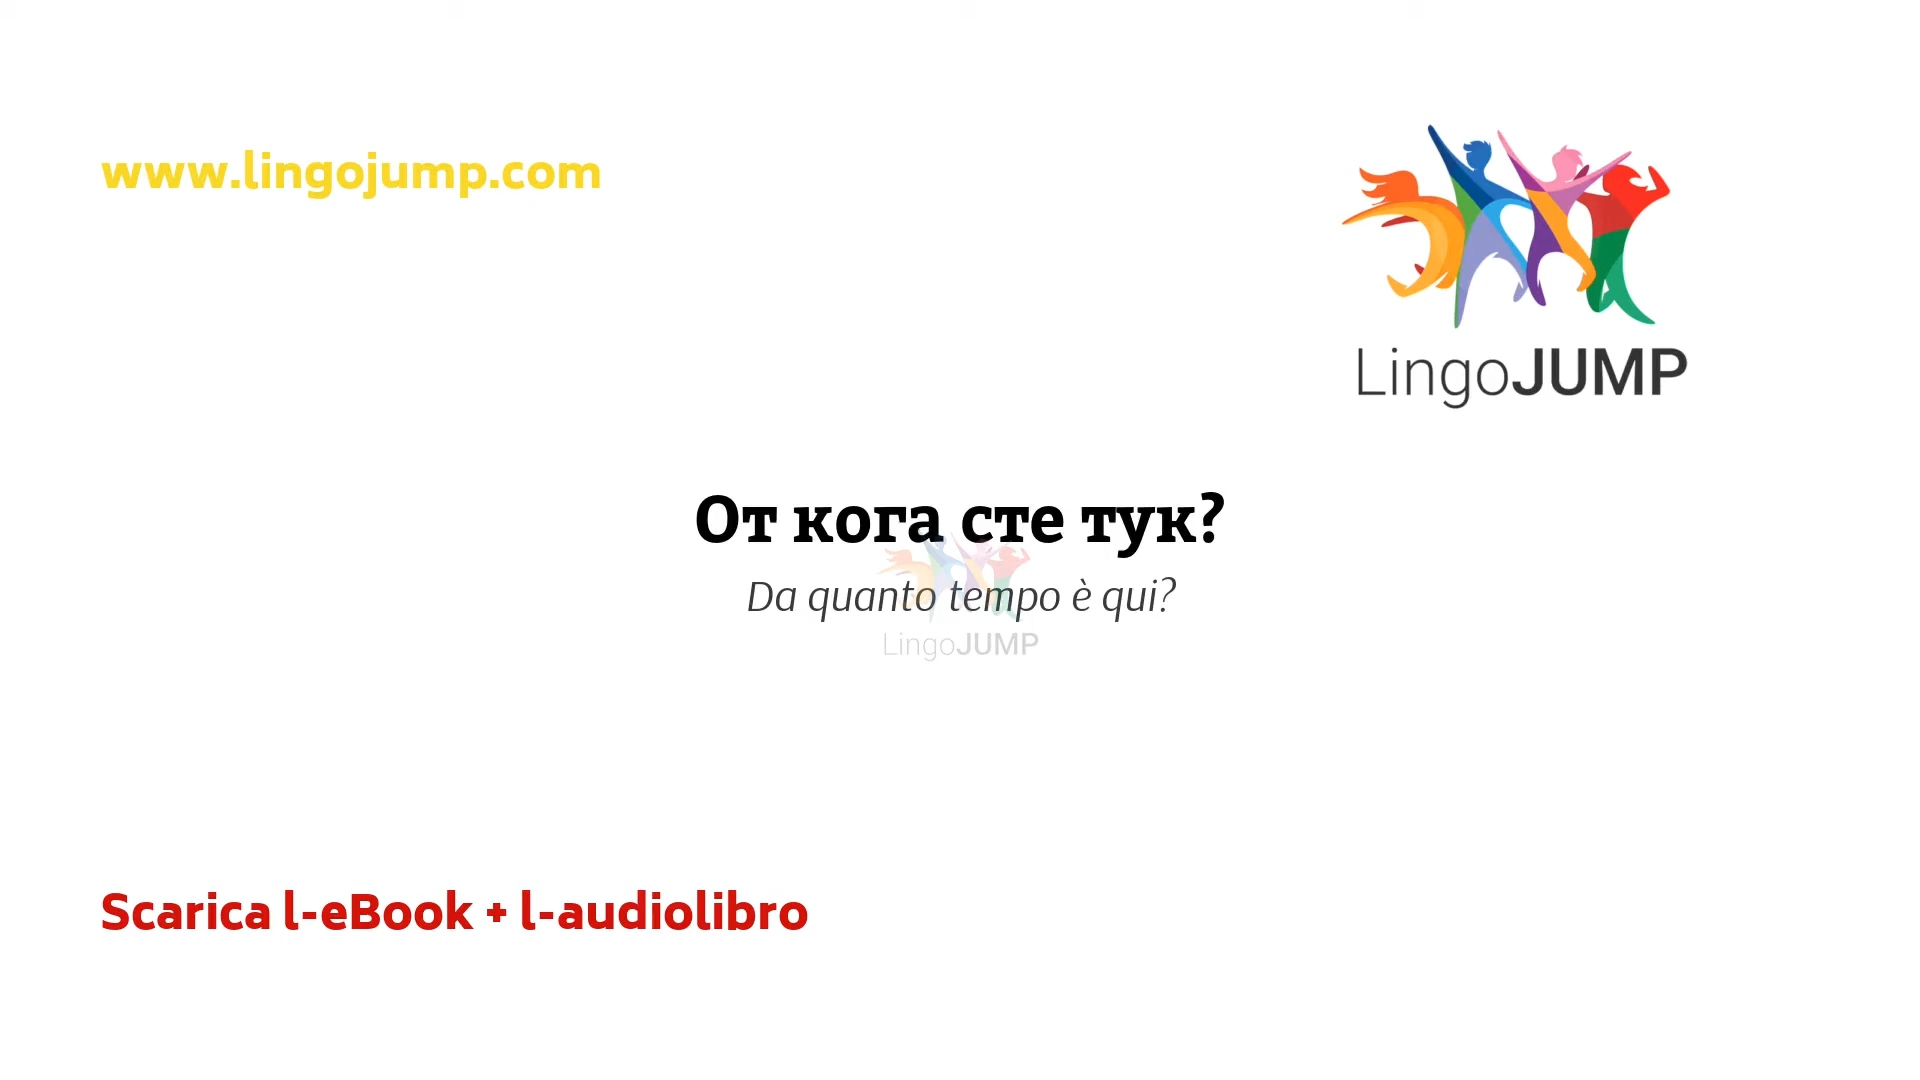 www.lingojump.com
LingoJUMP
От кога сте тук?
Da quanto tempo è qui?
LingoJUMP
Scarica l-eBook + l-audiolibro